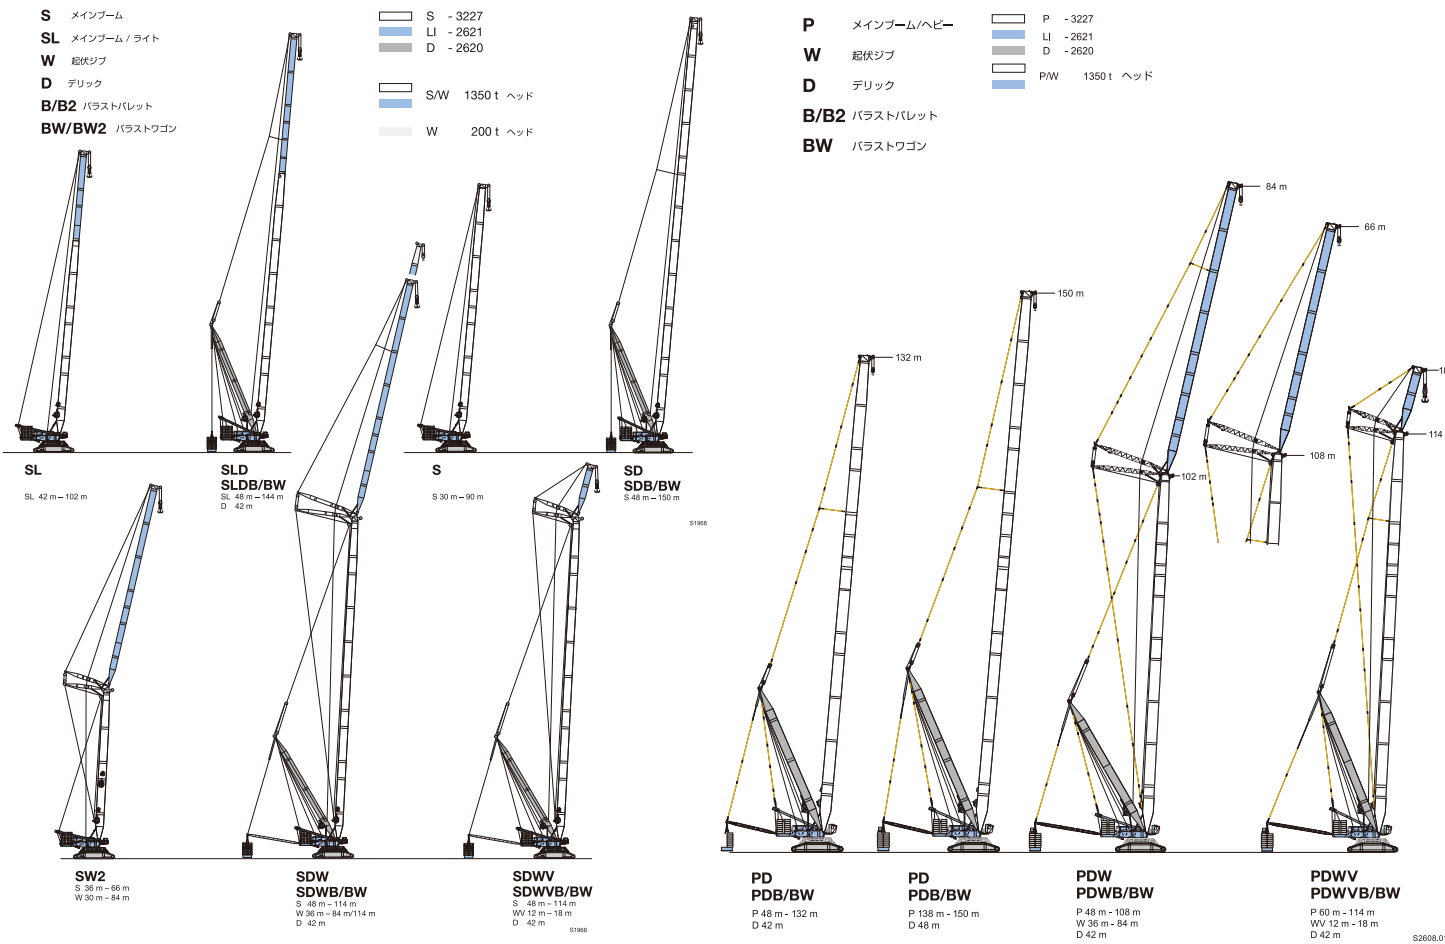 S メインブーム
SL メインブーム / ライト
W 起伏ジブ
D デリック
B/B2 バラストパレット
BW/BW2 バラストワゴン
S - 3227
LI - 2621
D - 2620
S/W 1350 t ヘッド
W 200 t ヘッド
SL
SL 42 m – 102 m
SLD
SLDB/BW
SL 48 m – 144 m
D 42 m
S
S 30 m – 90 m
SD
SDB/BW
S 48 m – 150 m
S1968
SW2
S 36 m – 66 m
W 30 m – 84 m
SDW
SDWB/BW
S 48 m – 114 m
W 36 m – 84 m/114 m
D 42 m
SDWV
SDWVB/BW
S 48 m – 114 m
WV 12 m – 18 m
D 42 m
S1968
P メインブーム/ヘビー
W 起伏ジブ
D デリック
B/B2 バラストパレット
BW バラストワゴン
P - 3227
LI - 2621
D - 2620
P/W 1350 t ヘッド
84 m
66 m
150 m
132 m
18
114
108 m
102 m
PD
PDB/BW
P 48 m - 132 m
D 42 m
PD
PDB/BW
P 138 m - 150 m
D 48 m
PDW
PDWB/BW
P 48 m - 108 m
W 36 m - 84 m
D 42 m
PDWV
PDWVB/BW
P 60 m - 114 m
WV 12 m - 18 m
D 42 m
S2608.01